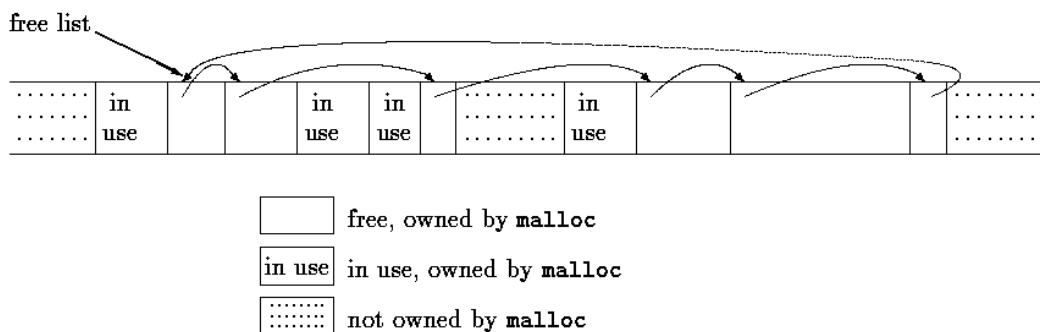 free list
in
use
in
use
in
use
in
use
free, owned by malloc
in use in use, owned by malloc
not owned by malloc